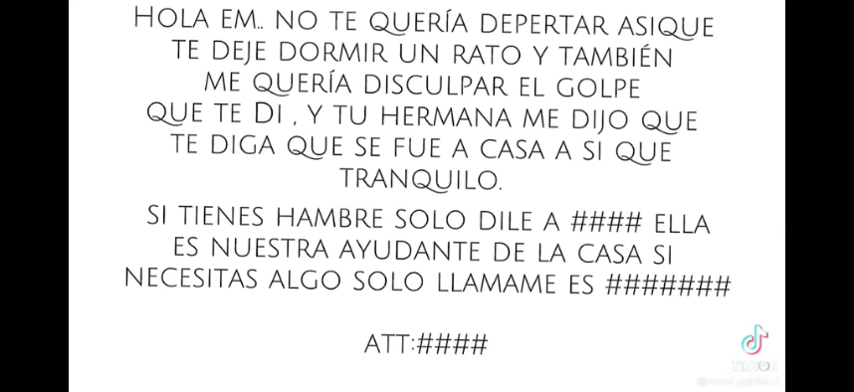 HOLA EM.. NO TE QUERÍA DEPERTAR ASIQUE
TE DEJE DORMIR UN RATO Y TAMBIÉN
ME QUERÍA DISCULPAR EL GOLPE
QUE TE DI , Y TU HERMANA ME DIJO QUE
TE DIGA QUE SE FUE A CASA A SI QUE
TRANQUILO.
SI TIENES HAMBRE SOLO DILE A #### ELLA
ES NUESTRA AYUDANTE DE LA CASA SI
NECESITAS ALGO SOLO LLAMAME ES #######
ATT:####
TIKTOK